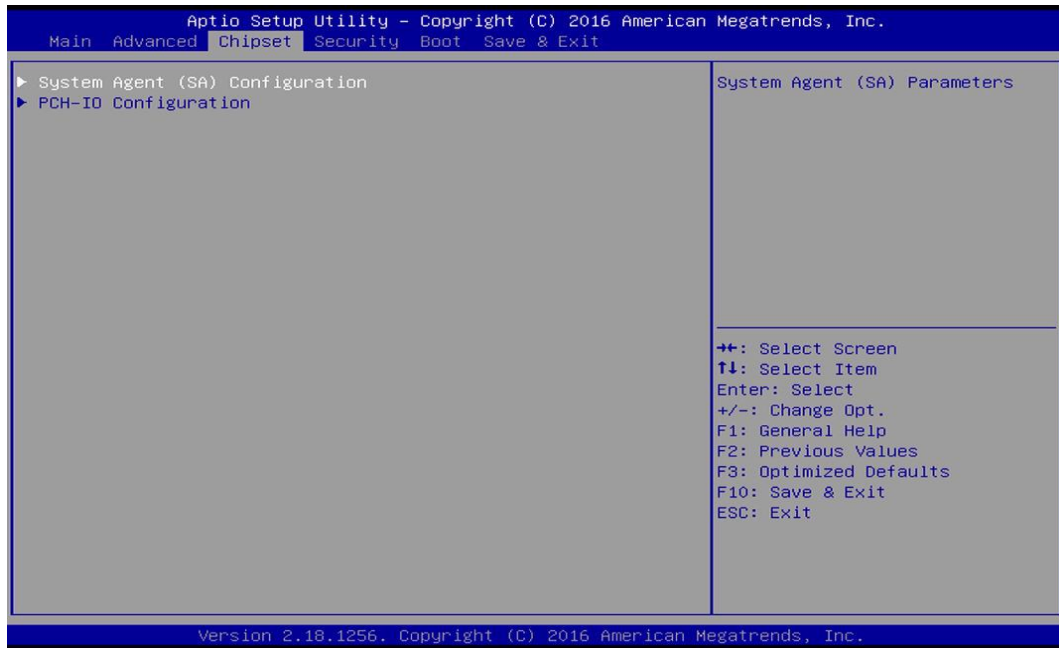 Aptio Setup Utility – Copyright (C) 2016 American Megatrends, Inc.
Main Advanced Chipset Security Boot Save & Exit
▶ System Agent (SA) Configuration
▶ PCH-IO Configuration
System Agent (SA) Parameters
→←: Select Screen
↑↓: Select Item
Enter: Select
+/-: Change Opt.
F1: General Help
F2: Previous Values
F3: Optimized Defaults
F10: Save & Exit
ESC: Exit
Version 2.18.1256. Copyright (C) 2016 American Megatrends, Inc.